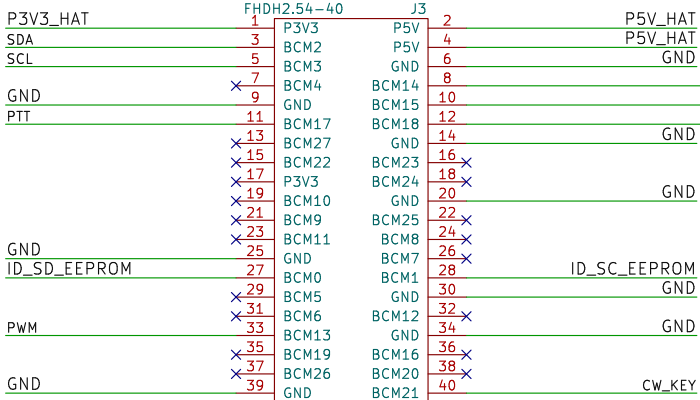 FHDH2.54-40 J3
P3V3_HAT 1 P3V3 P5V 2 P5V_HAT
SDA 3 BCM2 P5V 4 P5V_HAT
SCL 5 BCM3 GND 6 GND
7 BCM4 BCM14 8
GND 9 GND BCM15 10
PTT 11 BCM17 BCM18 12
13 BCM27 GND 14 GND
15 BCM22 BCM23 16
17 P3V3 BCM24 18
19 BCM10 GND 20 GND
21 BCM9 BCM25 22
23 BCM11 BCM8 24
GND 25 GND BCM7 26
ID_SD_EEPROM 27 BCM0 BCM1 28 ID_SC_EEPROM
29 BCM5 GND 30 GND
31 BCM6 BCM12 32
PWM 33 BCM13 GND 34 GND
35 BCM19 BCM16 36
37 BCM26 BCM20 38
GND 39 GND BCM21 40 CW_KEY